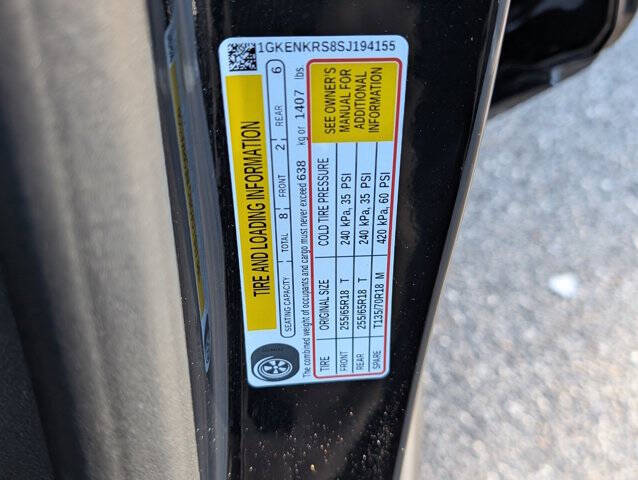 1GKENKRS8SJ194155
TIRE AND LOADING INFORMATION
SEATING CAPACITY TOTAL 8 FRONT 2 REAR 6
The combined weight of occupants and cargo must never exceed 638 kg or 1407 lbs.
TIRE ORIGINAL SIZE COLD TIRE PRESSURE
FRONT 255/65R18 T 240 kPa, 35 PSI
REAR 255/65R18 T 240 kPa, 35 PSI
SPARE T135/70R18 M 420 kPa, 60 PSI
SEE OWNER'S
MANUAL FOR
ADDITIONAL
INFORMATION